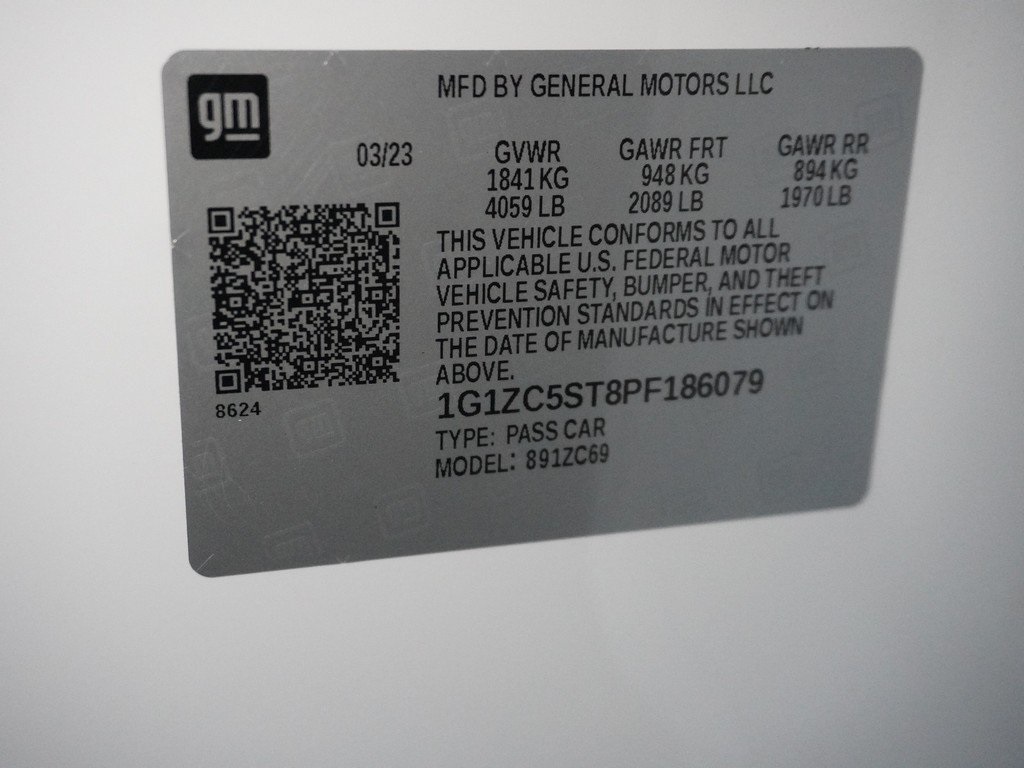 gm
MFD BY GENERAL MOTORS LLC
03/23
GVWR GAWR FRT GAWR RR
1841 KG 948 KG 894 KG
4059 LB 2089 LB 1970 LB
THIS VEHICLE CONFORMS TO ALL
APPLICABLE U.S. FEDERAL MOTOR
VEHICLE SAFETY, BUMPER, AND THEFT
PREVENTION STANDARDS IN EFFECT ON
THE DATE OF MANUFACTURE SHOWN
ABOVE.
8624
1G1ZC5ST8PF186079
TYPE: PASS CAR
MODEL: 891ZC69